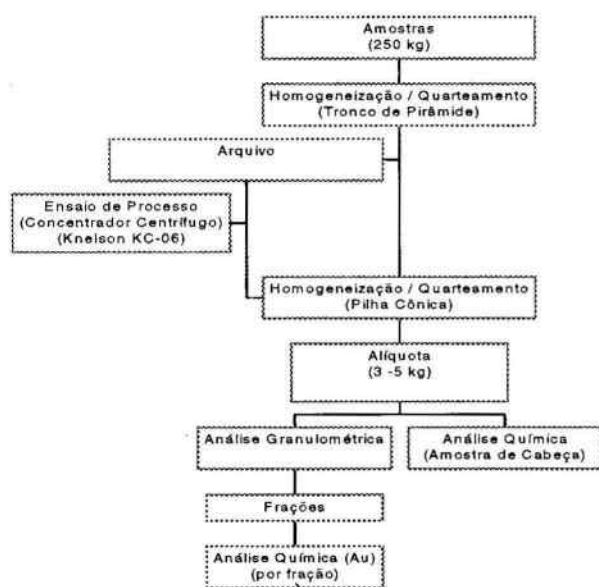 Amostras
(250 kg)
Homogeneização / Quarteamento
(Tronco de Pirâmide)
Arquivo
Ensaio de Processo
(Concentrador Centrífugo)
(Knelson KC-06)
Homogeneização / Quarteamento
(Pilha Cônica)
Alíquota
(3 -5 kg)
Análise Granulométrica
Análise Química
(Amostra de Cabeça)
Frações
Análise Química (Au)
(por fração)